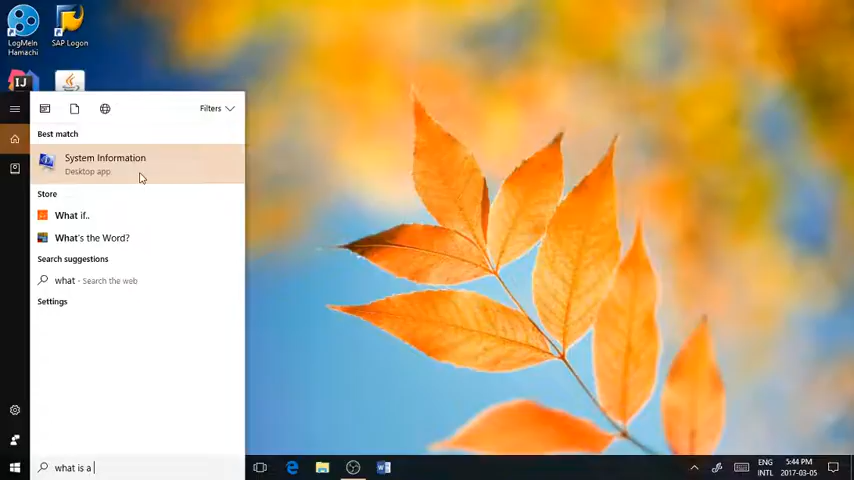 LogMeIn
Hamachi
SAP Logon
IJ
Filters
Best match
System Information
Desktop app
Store
What if..
What's the Word?
Search suggestions
what - Search the web
Settings
what is a
ENG
INTL
5:44 PM
2017-03-05